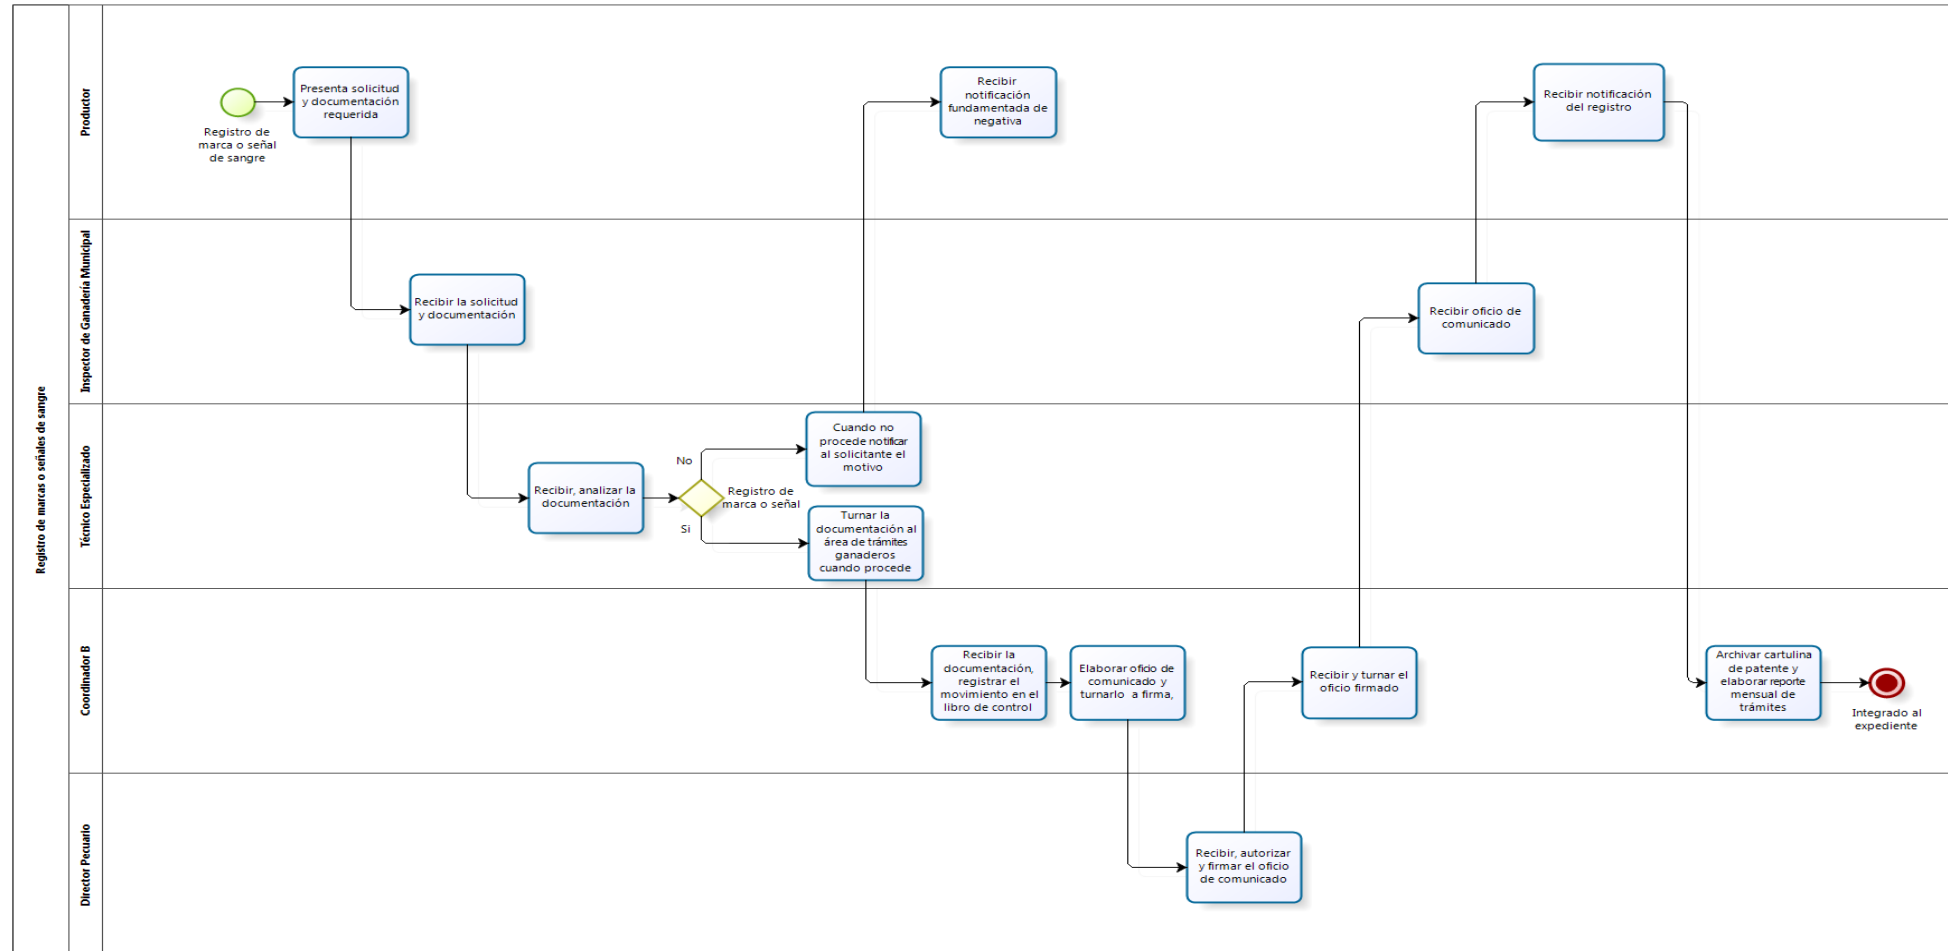 Registro de marcas o señales de sangre
Productor
Registro de
marca o señal
de sangre
Presenta solicitud
y documentación
requerida
Recibir
notificación
fundamentada de
negativa
Recibir notificación
del registro
Inspector de Ganadería Municipal
Recibir la solicitud
y documentación
Recibir oficio de
comunicado
Técnico Especializado
Recibir, analizar la
documentación
No
Si
Registro de
marca o señal
Cuando no
procede notificar
al solicitante el
motivo
Turnar la
documentación al
área de trámites
ganaderos
cuando procede
Coordinador B
Recibir la
documentación,
registrar el
movimiento en el
libro de control
Elaborar oficio de
comunicado y
turnarlo a firma,
Recibir y turnar el
oficio firmado
Archivar cartulina
de patente y
elaborar reporte
mensual de
trámites
Integrado al
expediente
Director Pecuario
Recibir, autorizar
y firmar el oficio
de comunicado